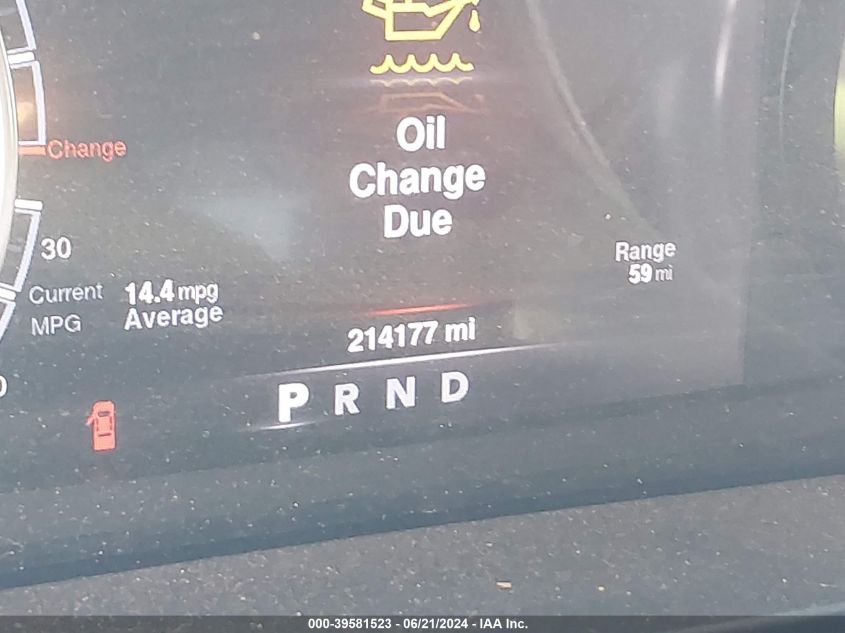 Oil
Change
Change
Due
30
Range
59 mi
Current 14.4 mpg
MPG Average
214177 mi
P R N D
000-39581523 - 06/21/2024 - IAA Inc.